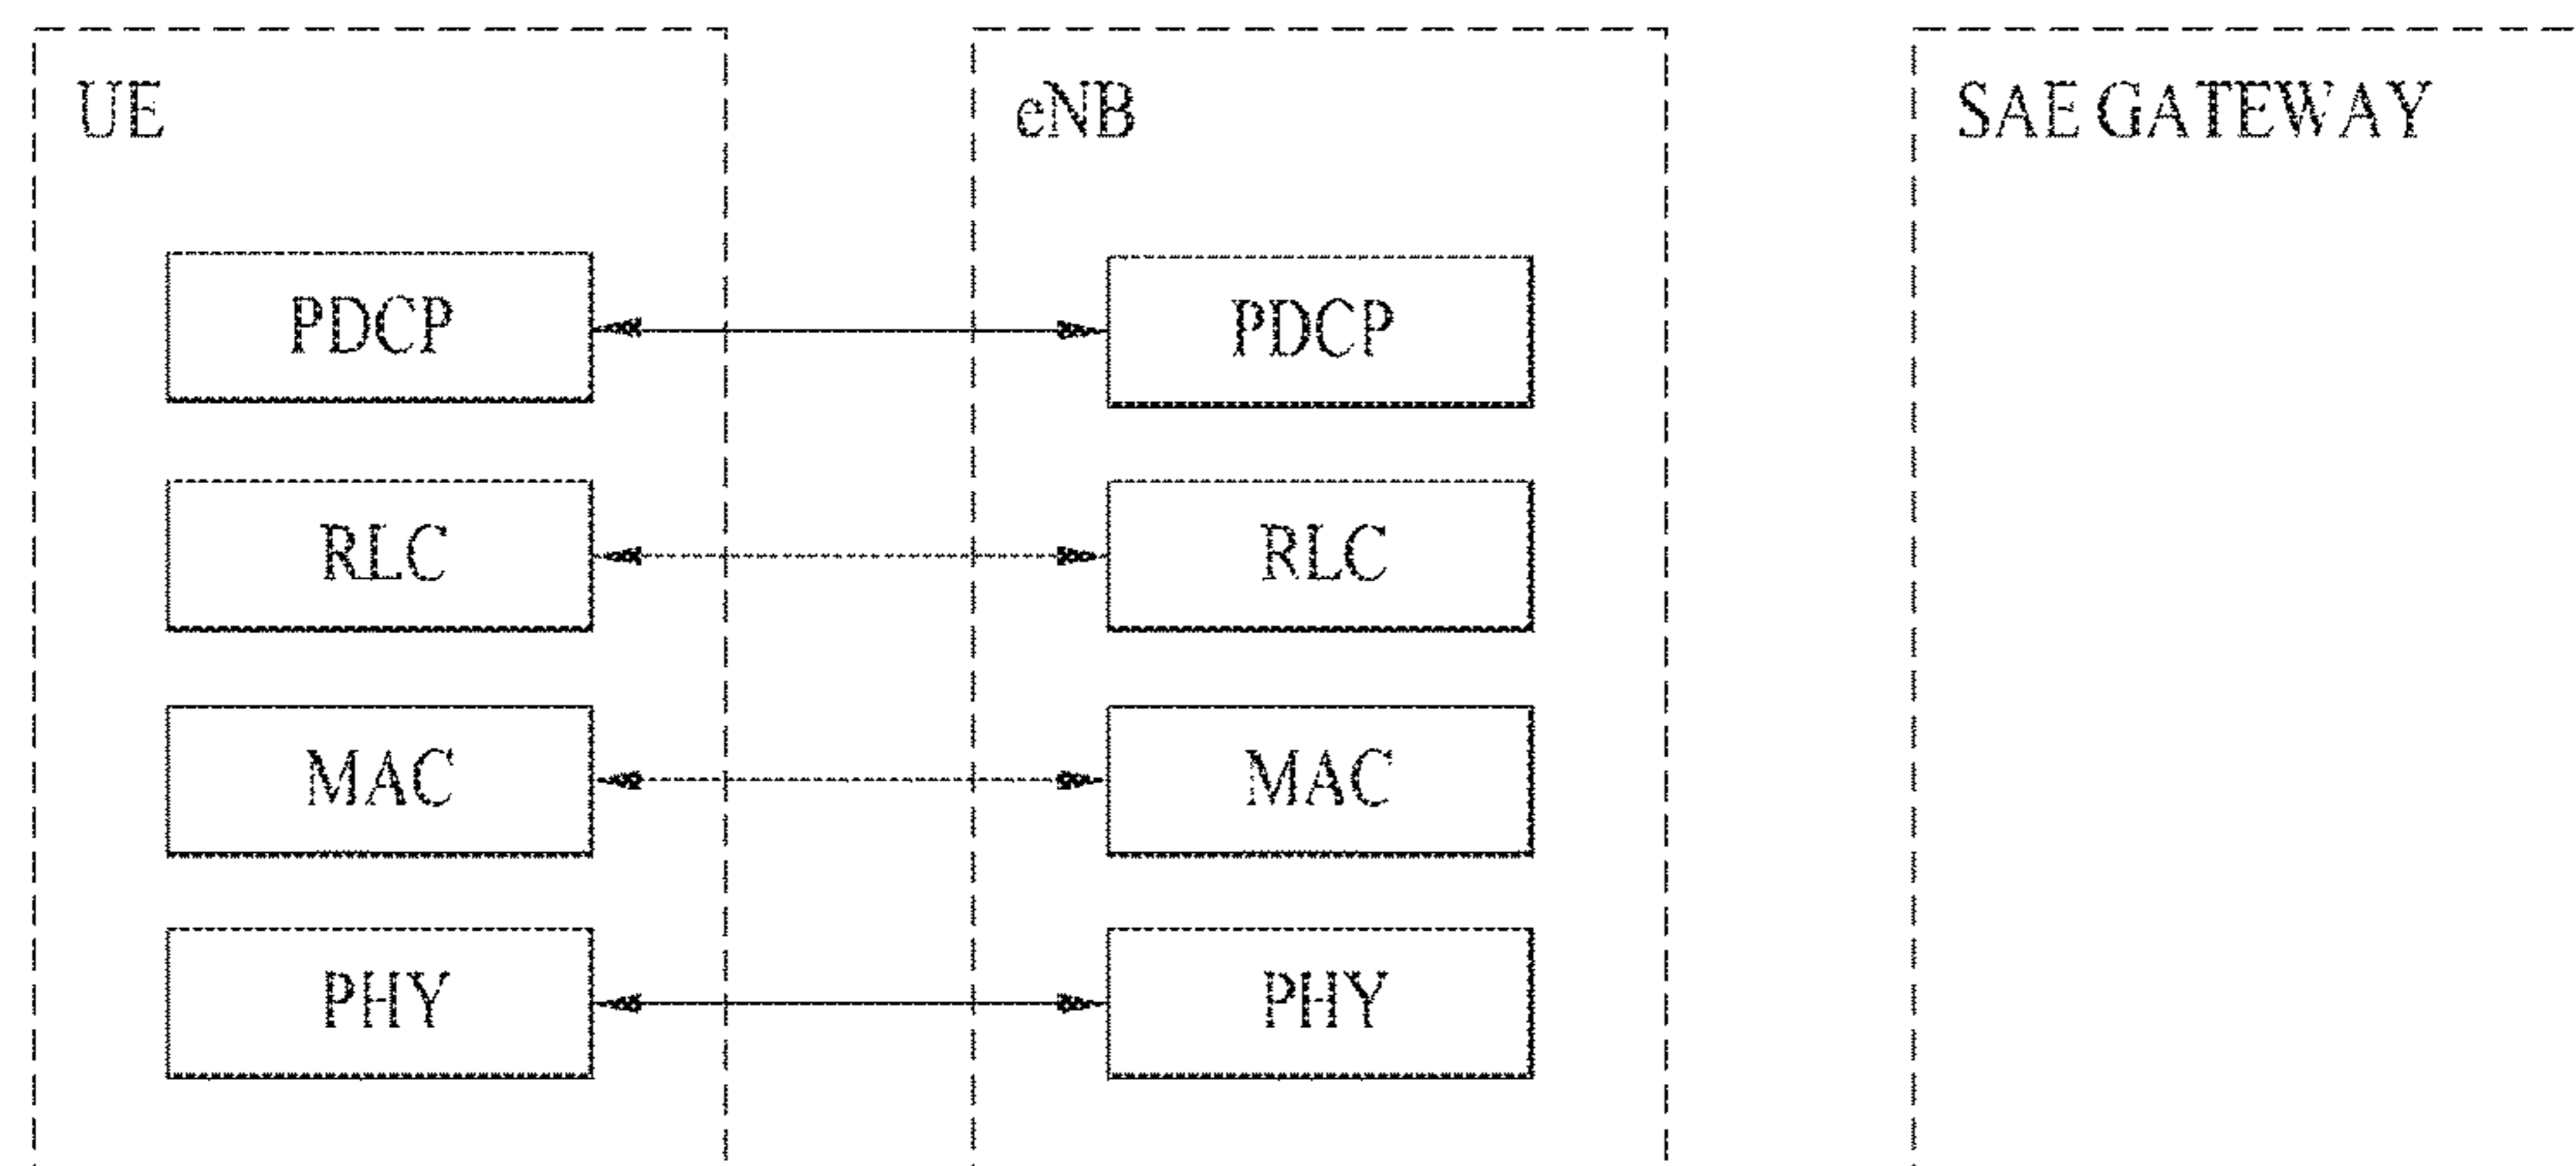 UE
eNB
SAE GATEWAY
PDCP
PDCP
RLC
RLC
MAC
MAC
PHY
PHY